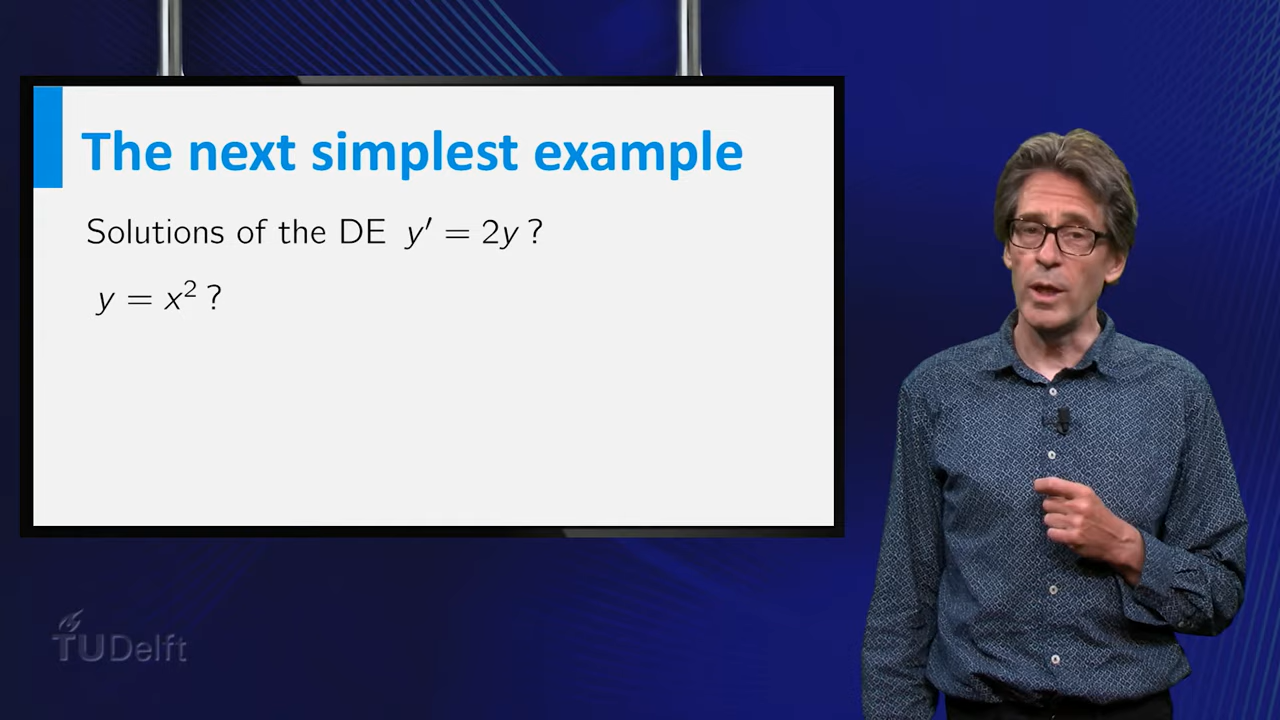 The next simplest example
Solutions of the DE y′ = 2y ?
y = x² ?
TUDelft